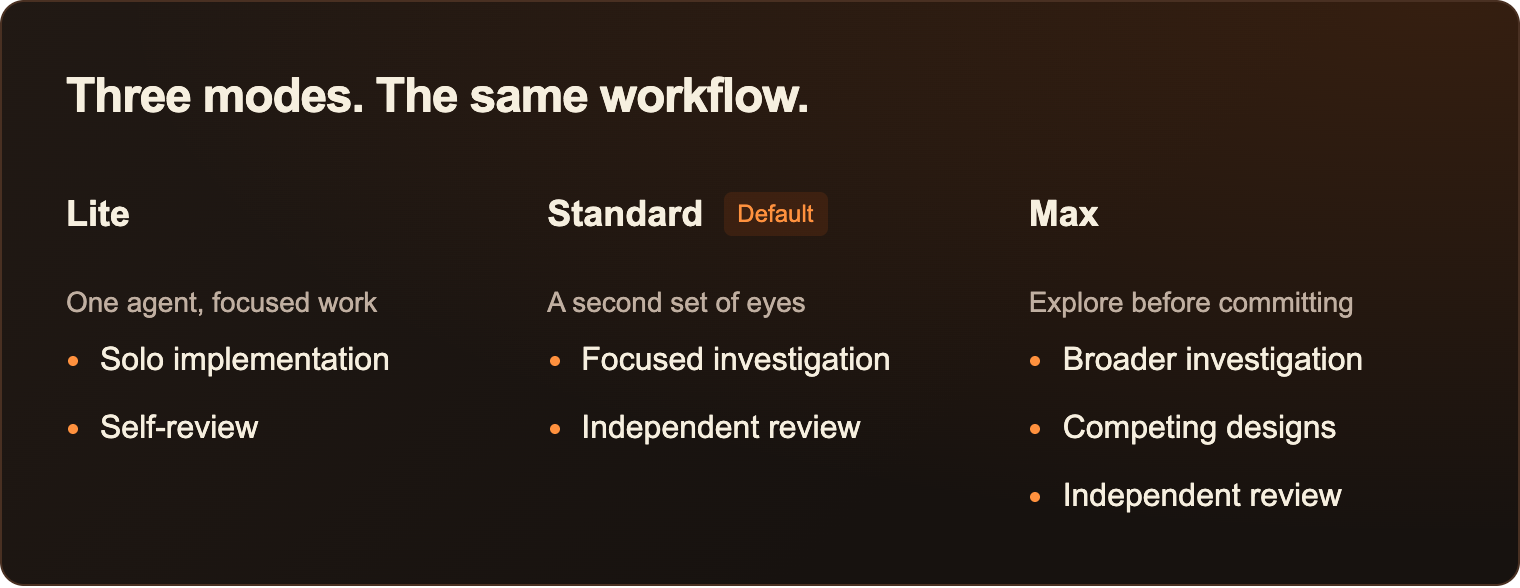 Three modes. The same workflow.
Lite
One agent, focused work
Solo implementation
Self-review
Standard
Default
A second set of eyes
Focused investigation
Independent review
Max
Explore before committing
Broader investigation
Competing designs
Independent review